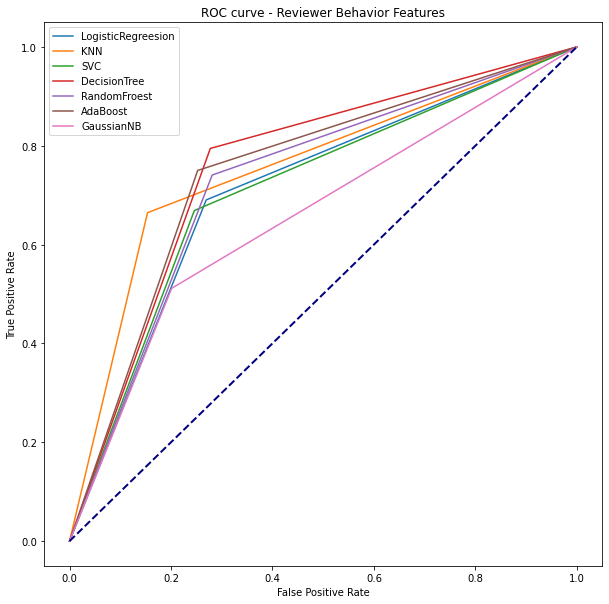 ROC curve - Reviewer Behavior Features
LogisticRegreesion
KNN
SVC
DecisionTree
RandomFroest
AdaBoost
GaussianNB
1.0
0.8
0.6
0.4
0.2
0.0
True Positive Rate
0.0 0.2 0.4 0.6 0.8 1.0
False Positive Rate